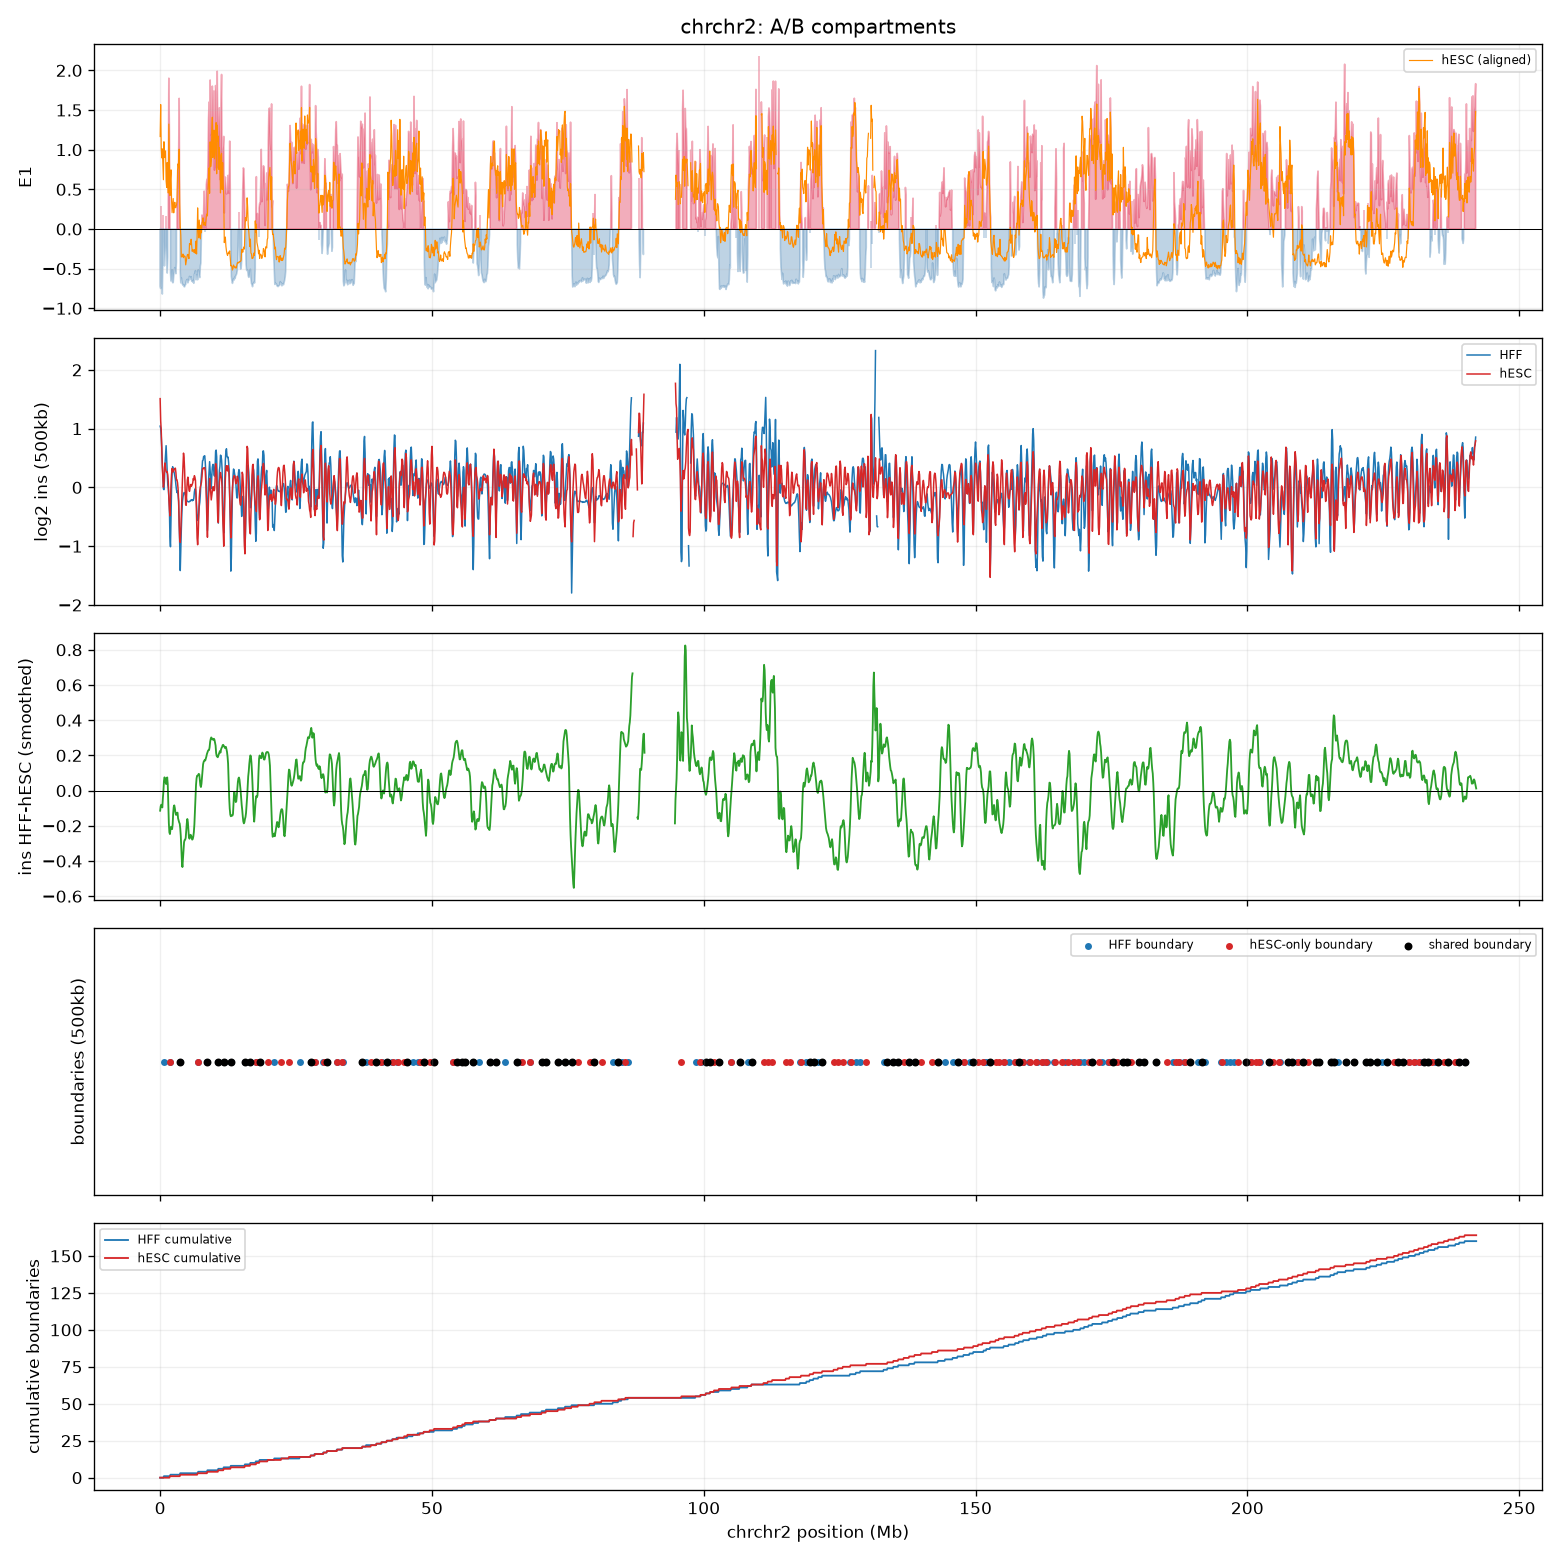 chrchr2: A/B compartments
hESC (aligned)
E1
2.0
1.5
1.0
0.5
0.0
−0.5
−1.0
HFF
hESC
log2 ins (500kb)
2
1
0
−1
−2
ins HFF-hESC (smoothed)
0.8
0.6
0.4
0.2
0.0
−0.2
−0.4
−0.6
HFF boundary
hESC-only boundary
shared boundary
boundaries (500kb)
HFF cumulative
hESC cumulative
cumulative boundaries
150
125
100
75
50
25
0
0 50 100 150 200 250
chrchr2 position (Mb)